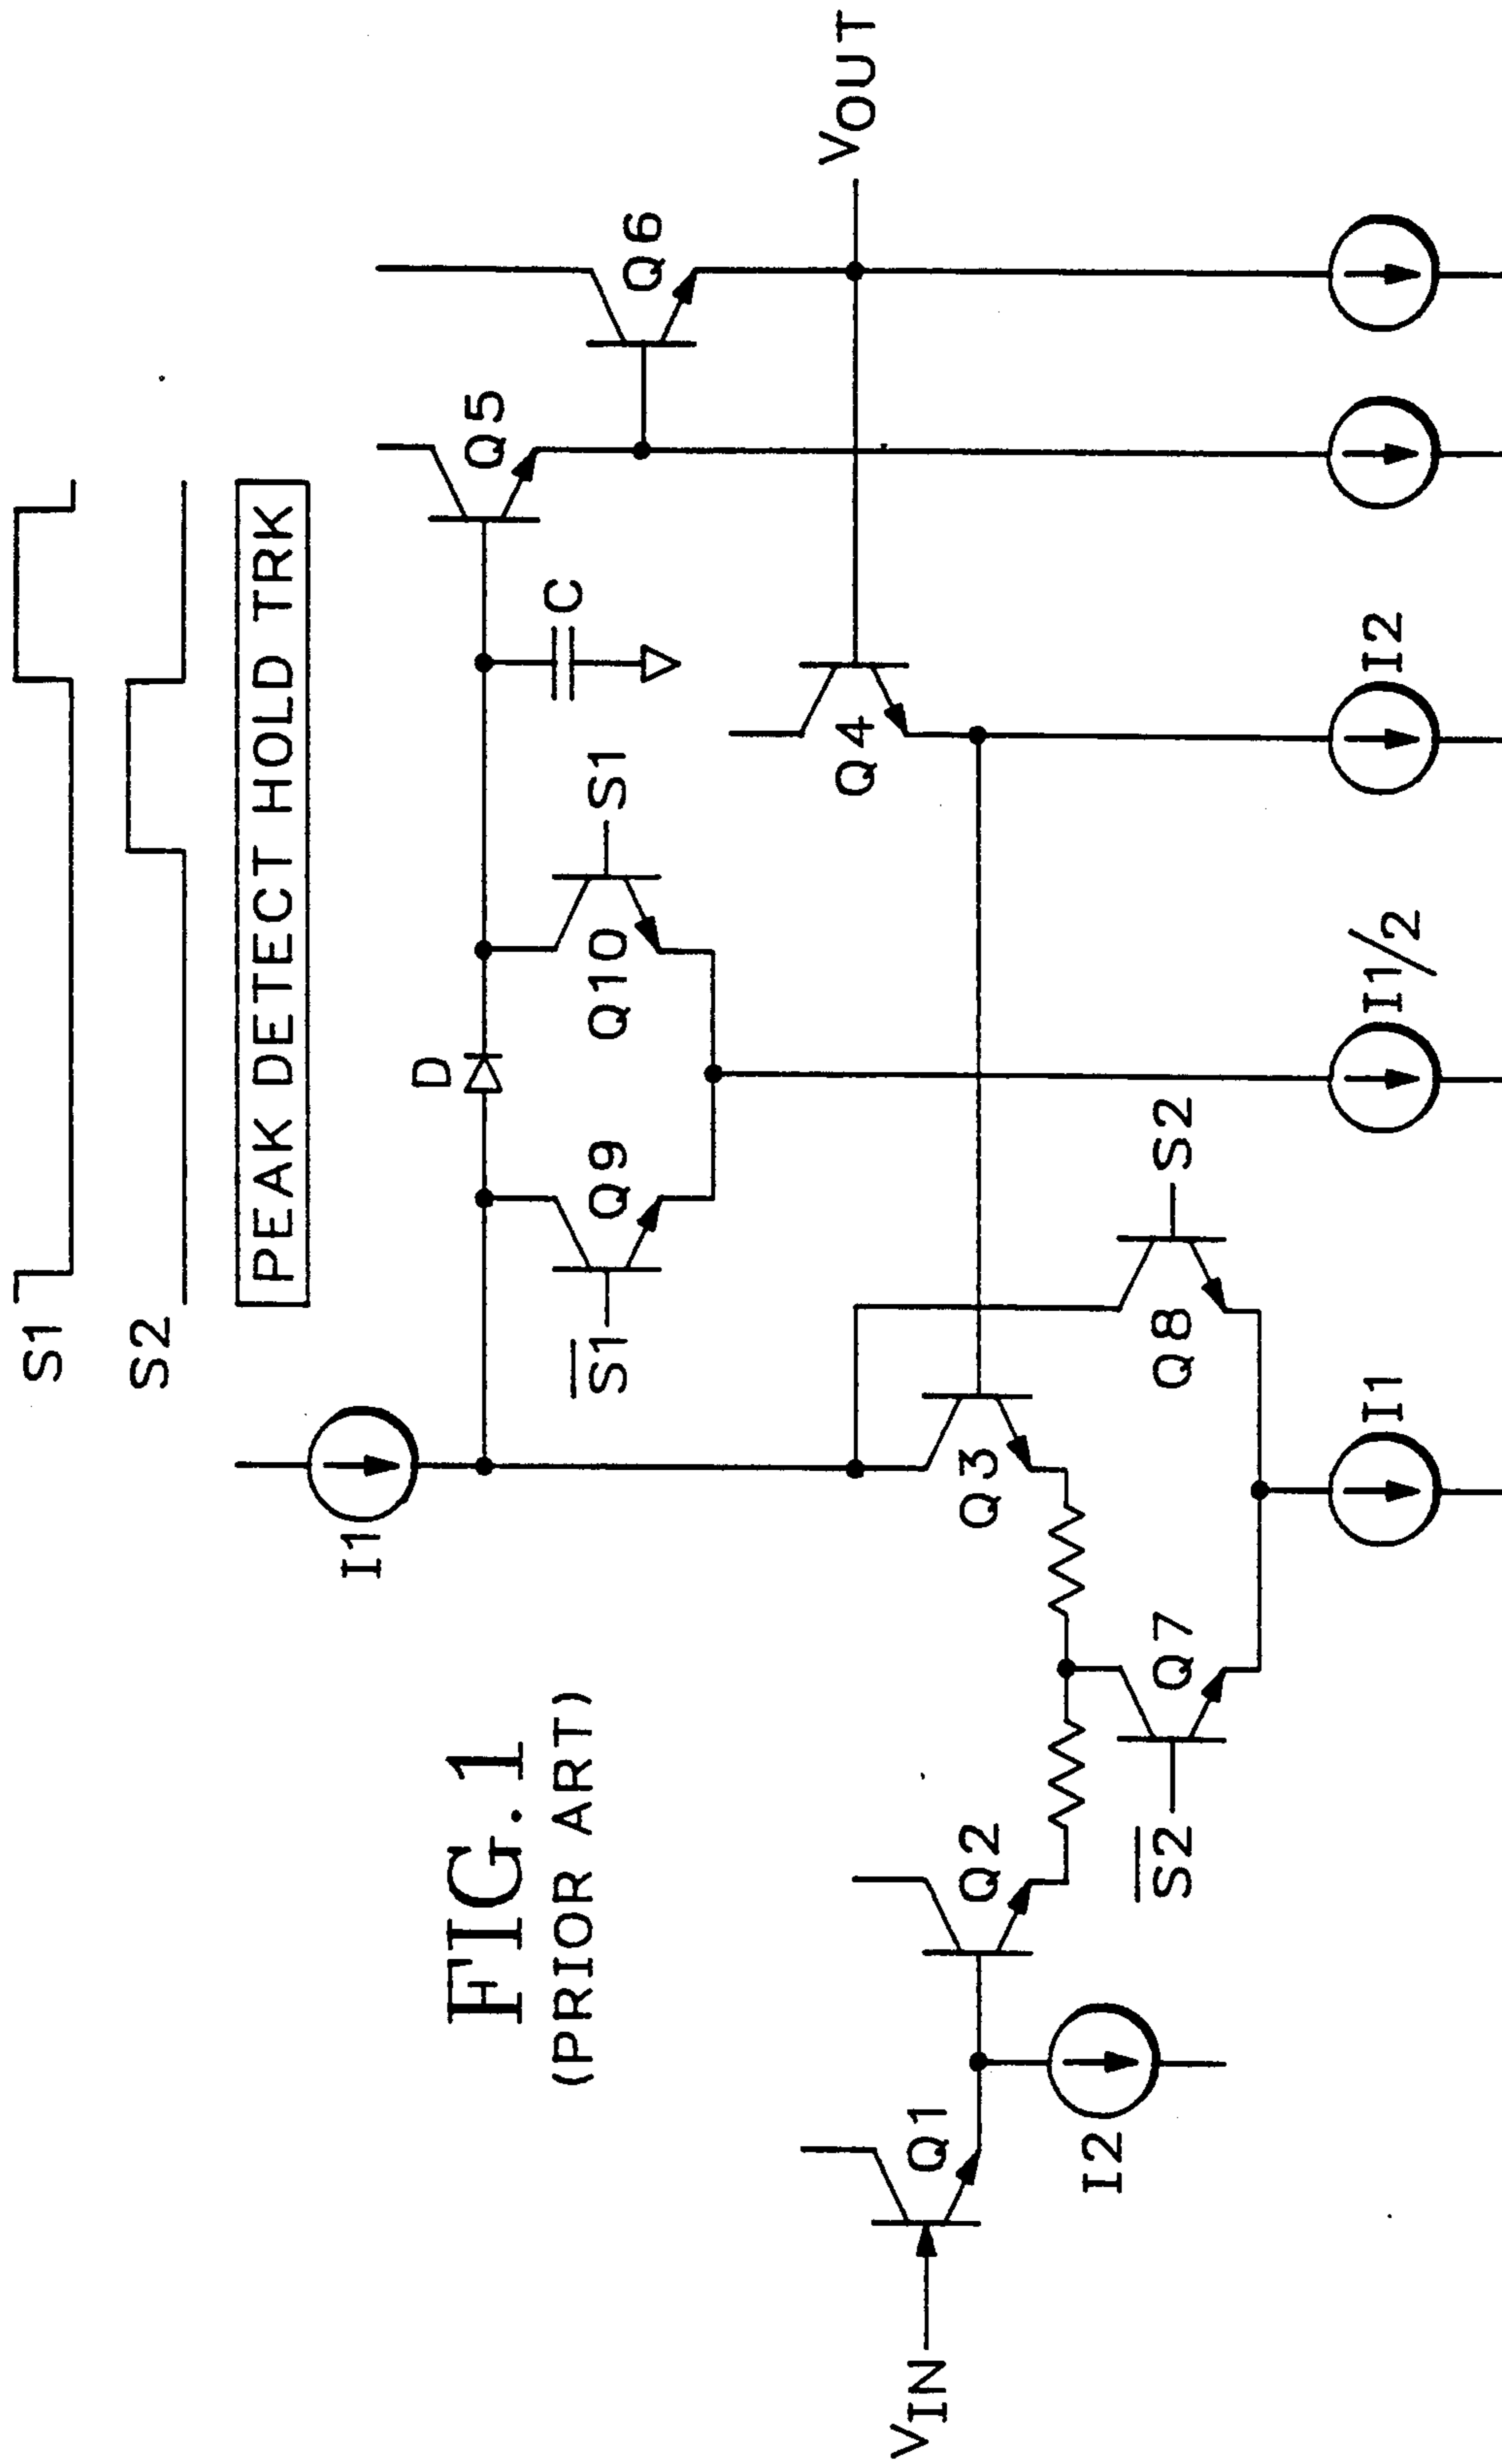 S1
S2
PEAK DETECT HOLD TRK
FIG. 1
(PRIOR ART)
I1
D
Q5
Q6
C
S1
Q9
Q10
S1
VOUT
Q4
VIN
Q1
I2
Q2
Q3
S2
Q7
Q8
S2
I1
I1/2
I2